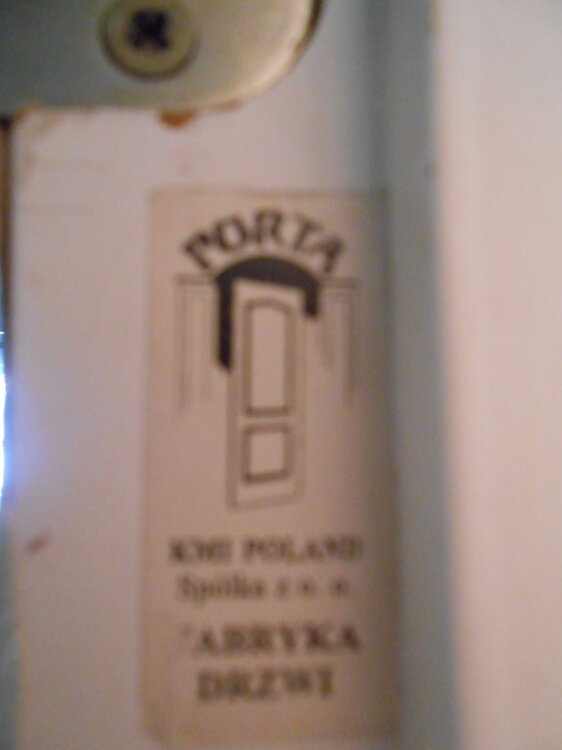 PORTA
KMI POLAND
Spółka z o. o.
FABRYKA
DRZWI